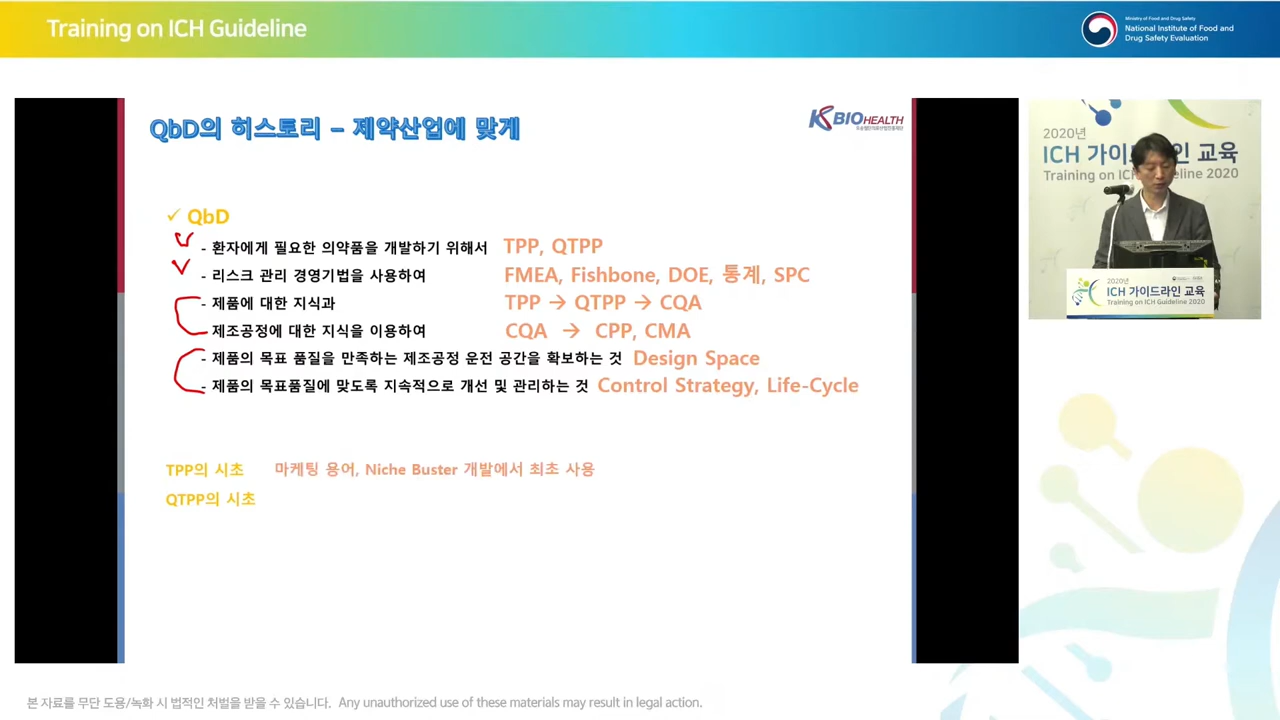 Training on ICH Guideline
Ministry of Food and Drug Safety
National Institute of Food and
Drug Safety Evaluation
QbD의 히스토리 – 제약산업에 맞게
KBIOHEALTH
✓ QbD
- 환자에게 필요한 의약품을 개발하기 위해서 TPP, QTPP
- 리스크 관리 경영기법을 사용하여 FMEA, Fishbone, DOE, 통계, SPC
- 제품에 대한 지식과 TPP → QTPP → CQA
제조공정에 대한 지식을 이용하여 CQA → CPP, CMA
- 제품의 목표 품질을 만족하는 제조공정 운전 공간을 확보하는 것 Design Space
- 제품의 목표품질에 맞도록 지속적으로 개선 및 관리하는 것 Control Strategy, Life-Cycle
TPP의 시초 마케팅 용어, Niche Buster 개발에서 최초 사용
QTPP의 시초
2020년
ICH 가이드라인 교육
Training on ICH Guideline 2020
2020년
ICH 가이드라인 교육
Training on ICH Guideline 2020
본 자료를 무단 도용/녹화 시 법적인 처벌을 받을 수 있습니다. Any unauthorized use of these materials may result in legal action.